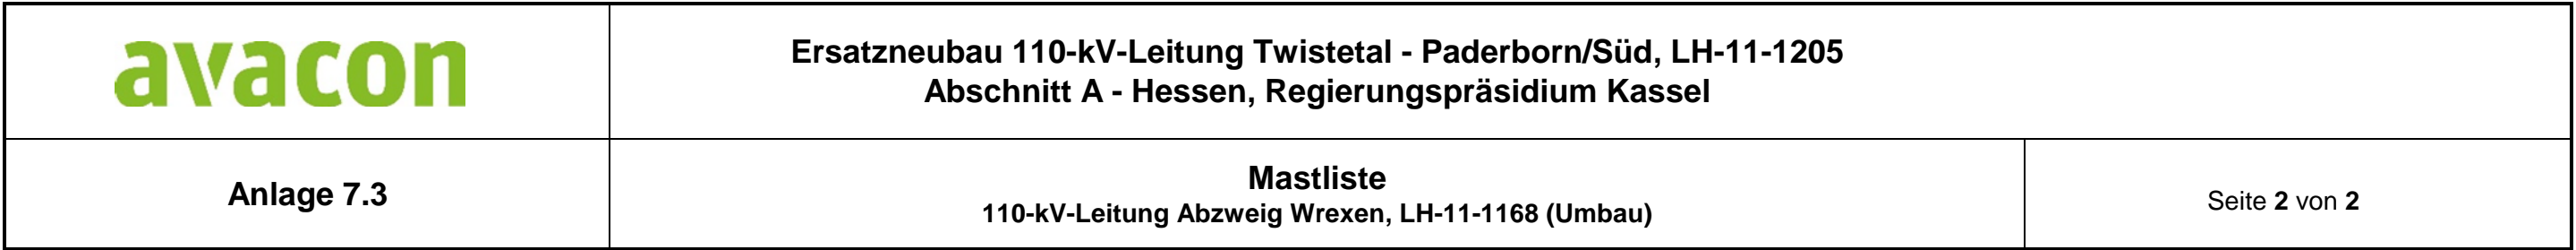 avacon
Ersatzneubau 110-kV-Leitung Twistetal - Paderborn/Süd, LH-11-1205
Abschnitt A - Hessen, Regierungspräsidium Kassel
Anlage 7.3
Mastliste
110-kV-Leitung Abzweig Wrexen, LH-11-1168 (Umbau)
Seite 2 von 2